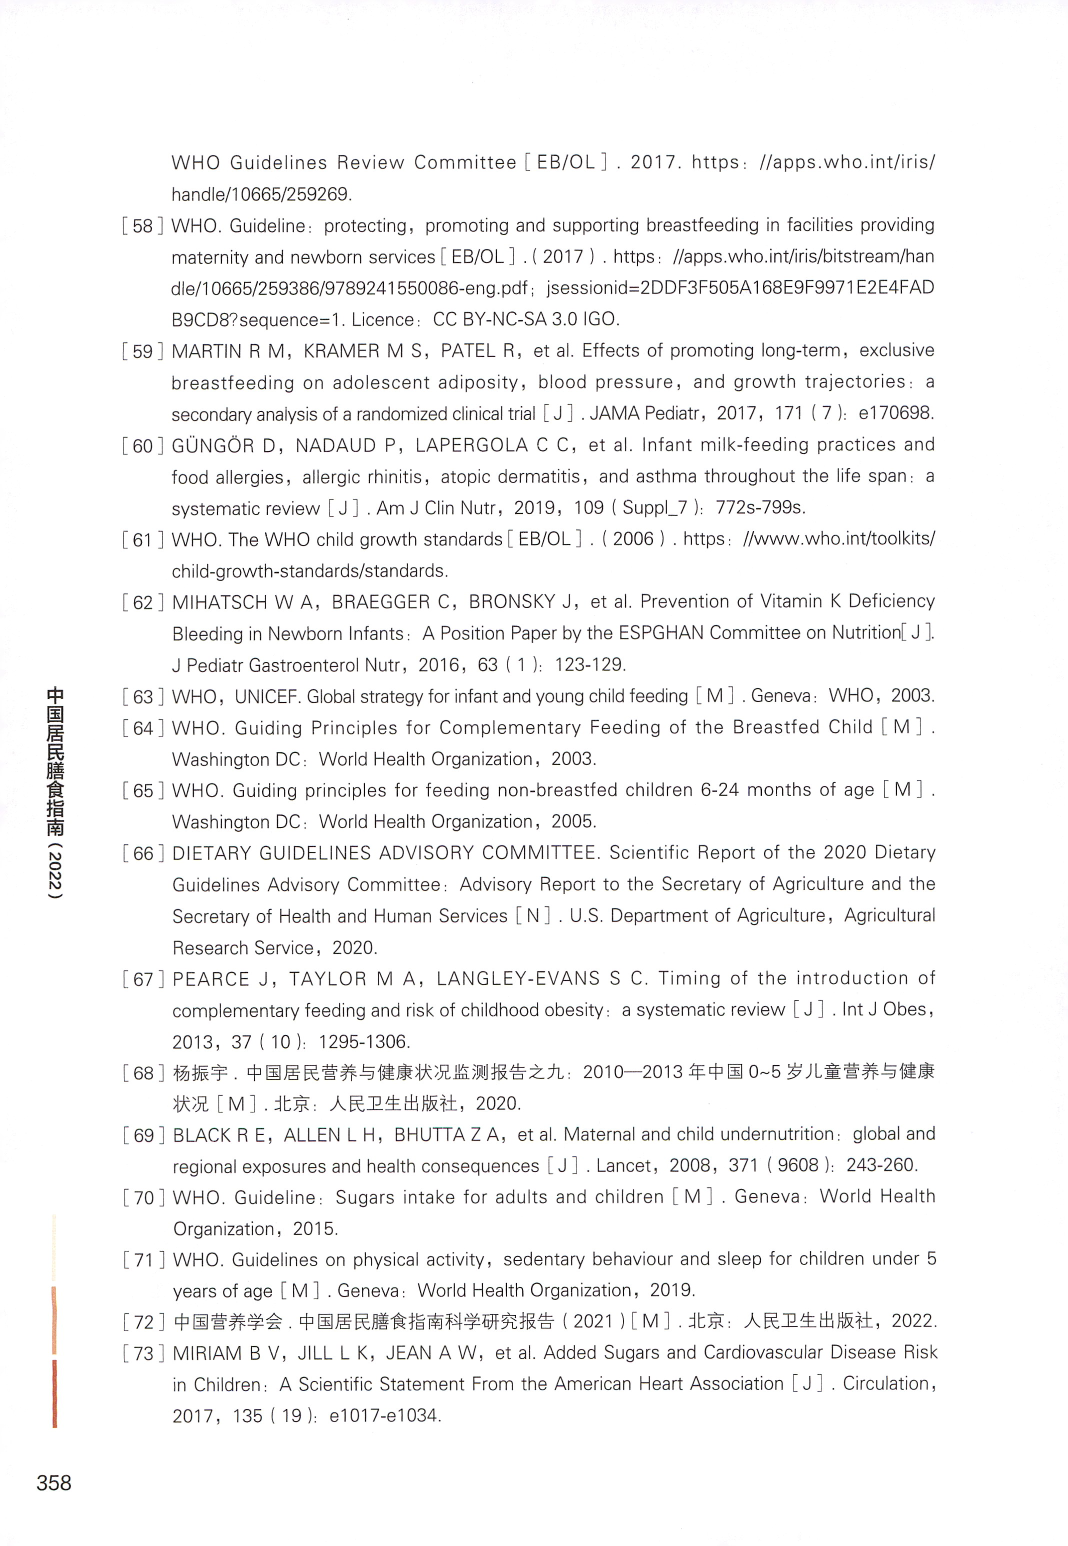 WHO Guidelines Review Committee［EB/OL］. 2017. https：//apps.who.int/iris/
handle/10665/259269.
［58］WHO. Guideline：protecting，promoting and supporting breastfeeding in facilities providing
maternity and newborn services［EB/OL］.（2017）. https：//apps.who.int/iris/bitstream/han
dle/10665/259386/9789241550086-eng.pdf；jsessionid=2DDF3F505A168E9F9971E2E4FAD
B9CD8?sequence=1. Licence：CC BY-NC-SA 3.0 IGO.
［59］MARTIN R M，KRAMER M S，PATEL R，et al. Effects of promoting long-term，exclusive
breastfeeding on adolescent adiposity，blood pressure，and growth trajectories：a
secondary analysis of a randomized clinical trial［J］. JAMA Pediatr，2017，171（7）：e170698.
［60］GÜNGÖR D，NADAUD P，LAPERGOLA C C，et al. Infant milk-feeding practices and
food allergies，allergic rhinitis，atopic dermatitis，and asthma throughout the life span：a
systematic review［J］. Am J Clin Nutr，2019，109（Suppl_7）：772s-799s.
［61］WHO. The WHO child growth standards［EB/OL］.（2006）. https：//www.who.int/toolkits/
child-growth-standards/standards.
［62］MIHATSCH W A，BRAEGGER C，BRONSKY J，et al. Prevention of Vitamin K Deficiency
Bleeding in Newborn Infants：A Position Paper by the ESPGHAN Committee on Nutrition［J］.
J Pediatr Gastroenterol Nutr，2016，63（1）：123-129.
［63］WHO，UNICEF. Global strategy for infant and young child feeding［M］. Geneva：WHO，2003.
［64］WHO. Guiding Principles for Complementary Feeding of the Breastfed Child［M］.
Washington DC：World Health Organization，2003.
［65］WHO. Guiding principles for feeding non-breastfed children 6-24 months of age［M］.
Washington DC：World Health Organization，2005.
［66］DIETARY GUIDELINES ADVISORY COMMITTEE. Scientific Report of the 2020 Dietary
Guidelines Advisory Committee：Advisory Report to the Secretary of Agriculture and the
Secretary of Health and Human Services［N］. U.S. Department of Agriculture，Agricultural
Research Service，2020.
［67］PEARCE J，TAYLOR M A，LANGLEY-EVANS S C. Timing of the introduction of
complementary feeding and risk of childhood obesity：a systematic review［J］. Int J Obes，
2013，37（10）：1295-1306.
［68］杨振宇. 中国居民营养与健康状况监测报告之九：2010—2013 年中国 0~5 岁儿童营养与健康
状况［M］. 北京：人民卫生出版社，2020.
［69］BLACK R E，ALLEN L H，BHUTTA Z A，et al. Maternal and child undernutrition：global and
regional exposures and health consequences［J］. Lancet，2008，371（9608）：243-260.
［70］WHO. Guideline：Sugars intake for adults and children［M］. Geneva：World Health
Organization，2015.
［71］WHO. Guidelines on physical activity，sedentary behaviour and sleep for children under 5
years of age［M］. Geneva：World Health Organization，2019.
［72］中国营养学会. 中国居民膳食指南科学研究报告（2021）［M］. 北京：人民卫生出版社，2022.
［73］MIRIAM B V，JILL L K，JEAN A W，et al. Added Sugars and Cardiovascular Disease Risk
in Children：A Scientific Statement From the American Heart Association［J］. Circulation，
2017，135（19）：e1017-e1034.
中国居民膳食指南（2022）
358